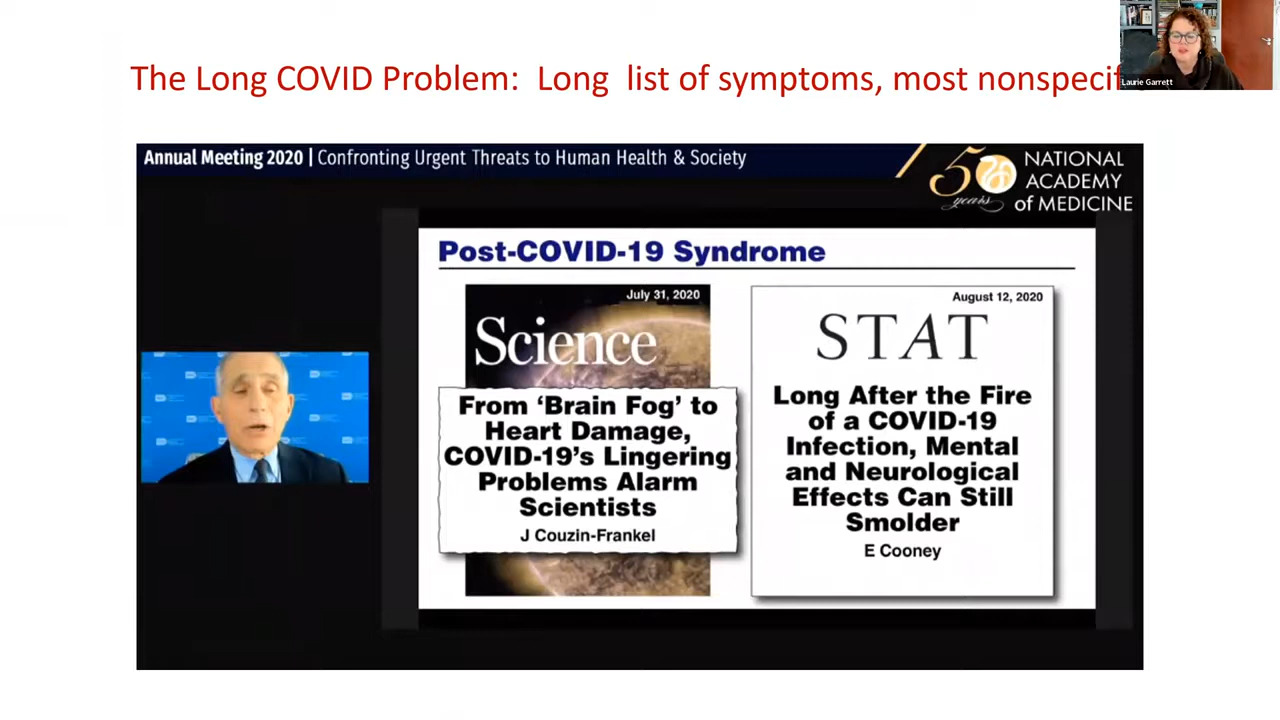 The Long COVID Problem:  Long  list of symptoms, most nonspecif
Laurie Garrett
Annual Meeting 2020 | Confronting Urgent Threats to Human Health & Society
50
years
NATIONAL
ACADEMY
of MEDICINE
Post-COVID-19 Syndrome
July 31, 2020
Science
From ‘Brain Fog’ to
Heart Damage,
COVID-19’s Lingering
Problems Alarm
Scientists
J Couzin-Frankel
August 12, 2020
STAT
Long After the Fire
of a COVID-19
Infection, Mental
and Neurological
Effects Can Still
Smolder
E Cooney